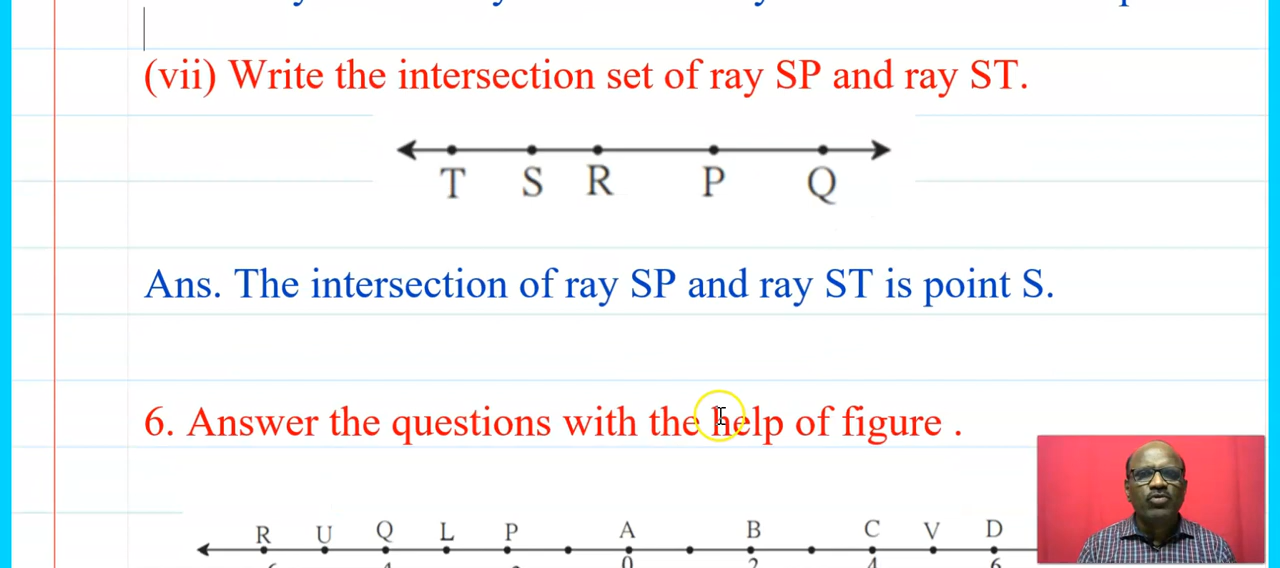 (vii) Write the intersection set of ray SP and ray ST.
T S R P Q
Ans. The intersection of ray SP and ray ST is point S.
6. Answer the questions with the help of figure .
R U Q L P A B C V D
0 2 4 6